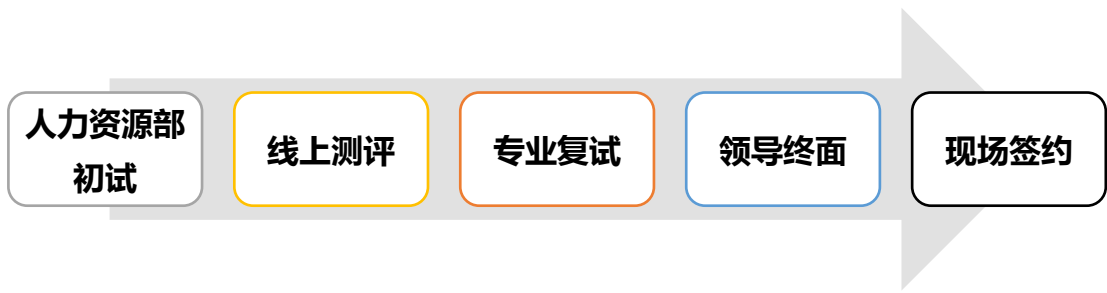 人力资源部
初试
线上测评
专业复试
领导终面
现场签约